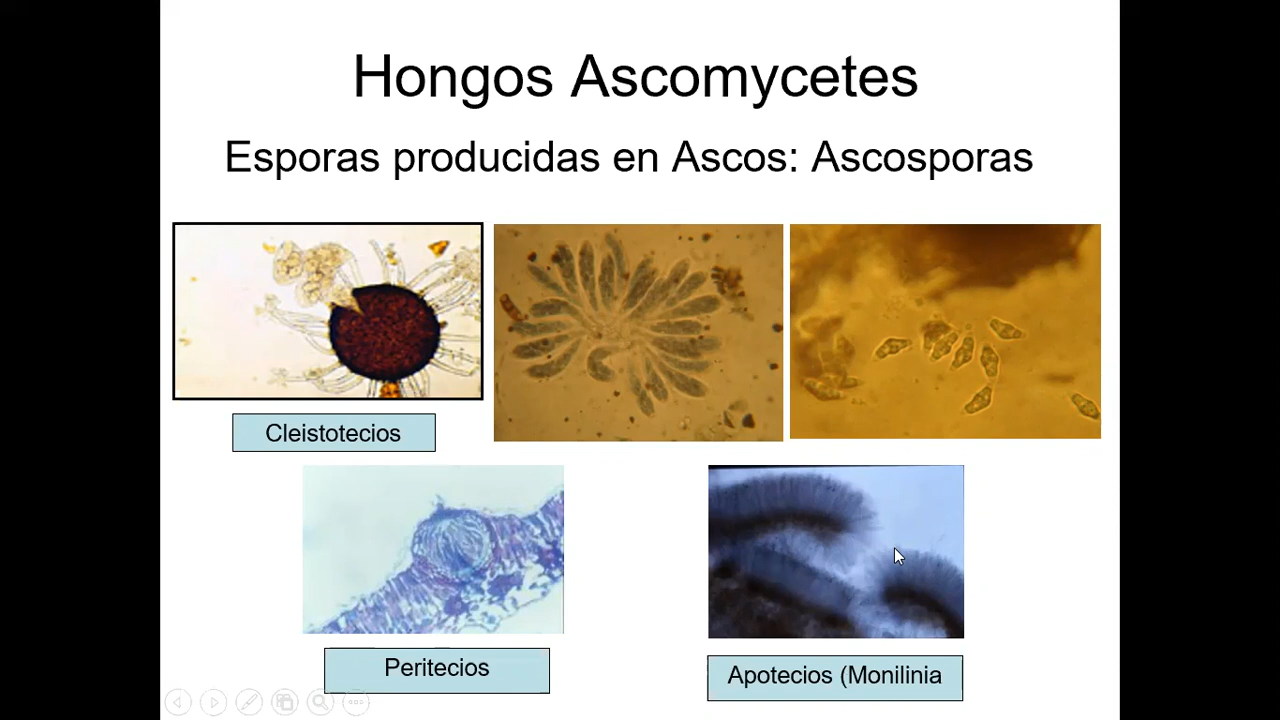 Hongos Ascomycetes
Esporas producidas en Ascos: Ascosporas
Cleistotecios
Peritecios
Apotecios (Monilinia